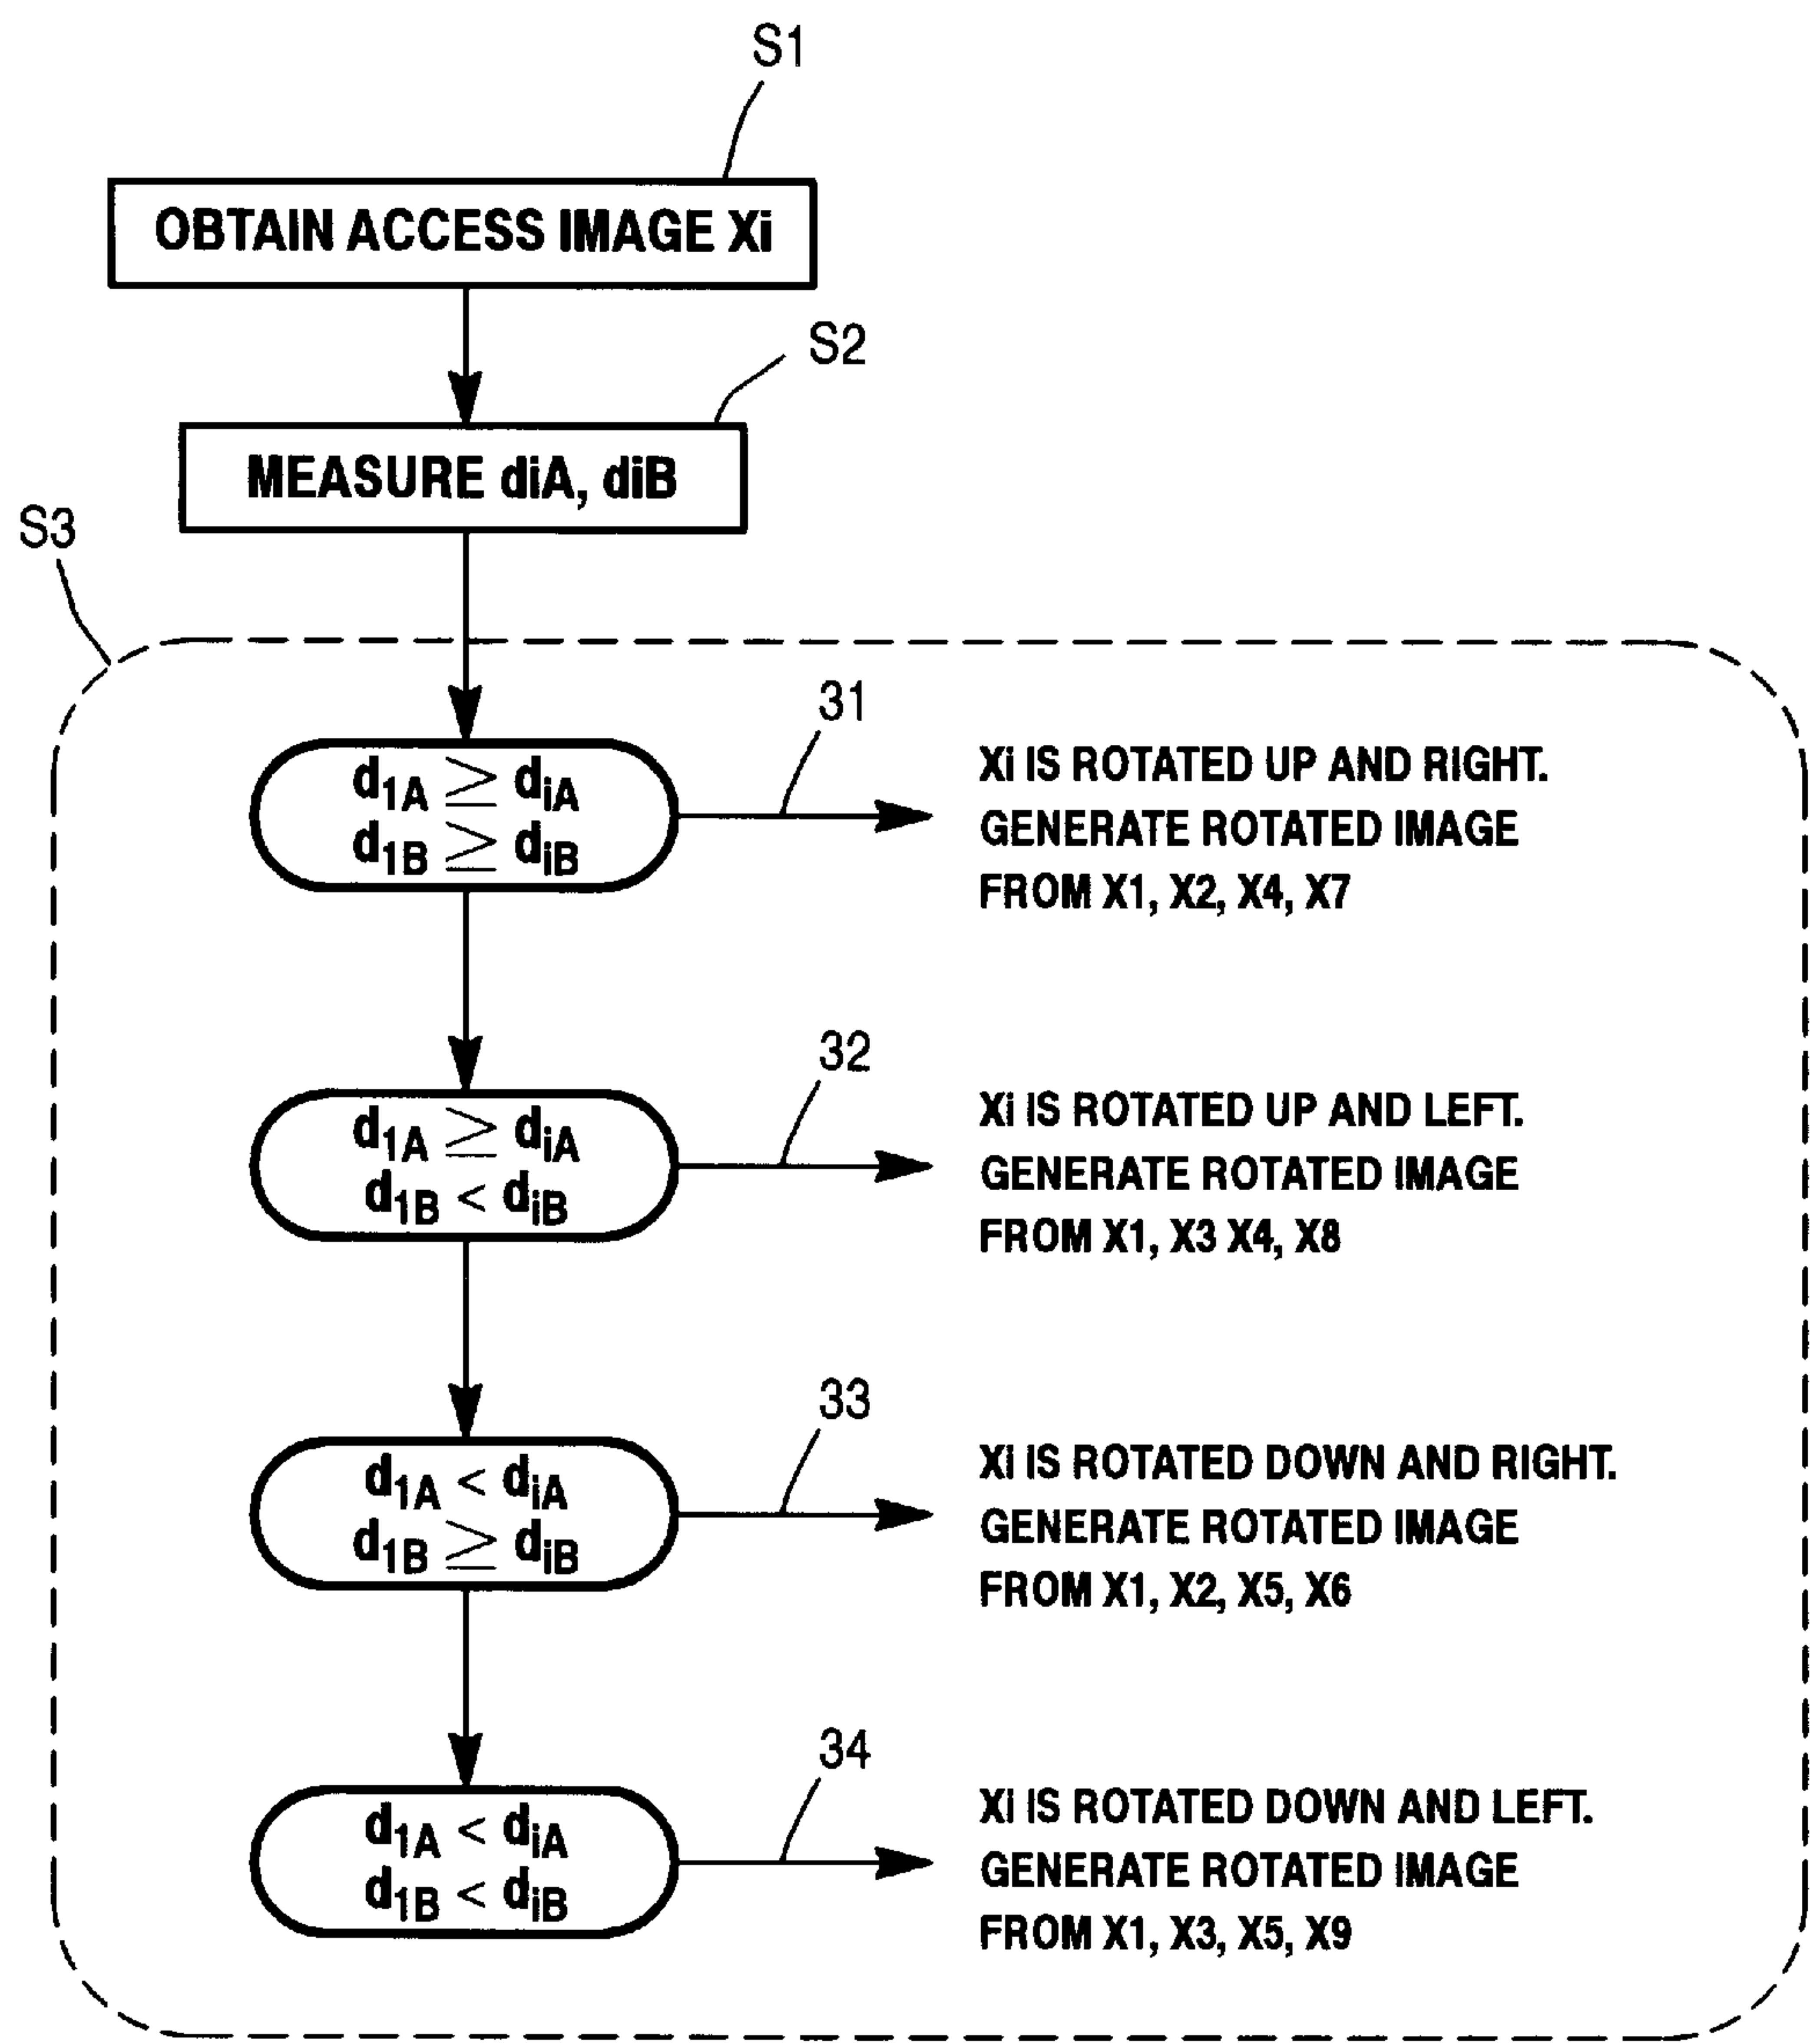 S1
OBTAIN ACCESS IMAGE Xi
S2
MEASURE diA, diB
S3
31
d1A ≧ diA
d1B ≧ diB
Xi IS ROTATED UP AND RIGHT.
GENERATE ROTATED IMAGE
FROM X1, X2, X4, X7
32
d1A ≧ diA
d1B < diB
Xi IS ROTATED UP AND LEFT.
GENERATE ROTATED IMAGE
FROM X1, X3 X4, X8
33
d1A < diA
d1B ≧ diB
Xi IS ROTATED DOWN AND RIGHT.
GENERATE ROTATED IMAGE
FROM X1, X2, X5, X6
34
d1A < diA
d1B < diB
Xi IS ROTATED DOWN AND LEFT.
GENERATE ROTATED IMAGE
FROM X1, X3, X5, X9